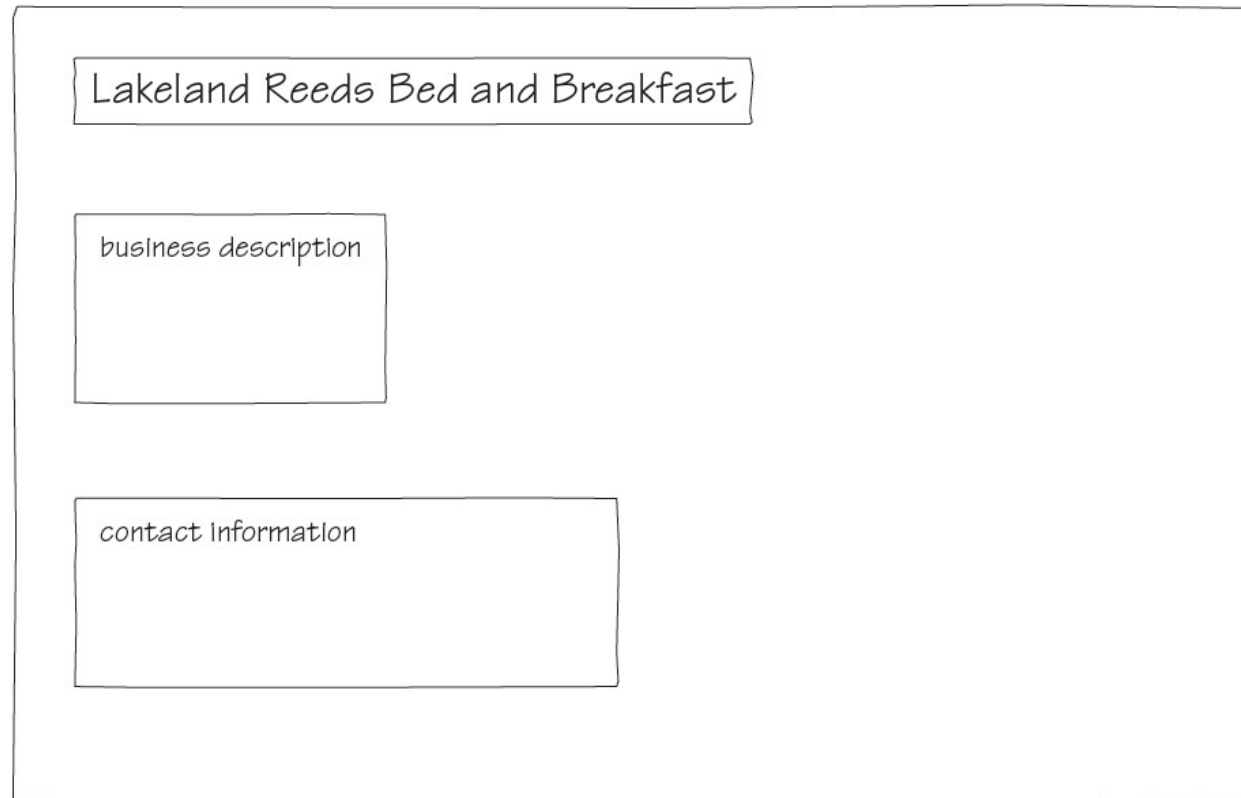 Lakeland Reeds Bed and Breakfast
business description
contact information